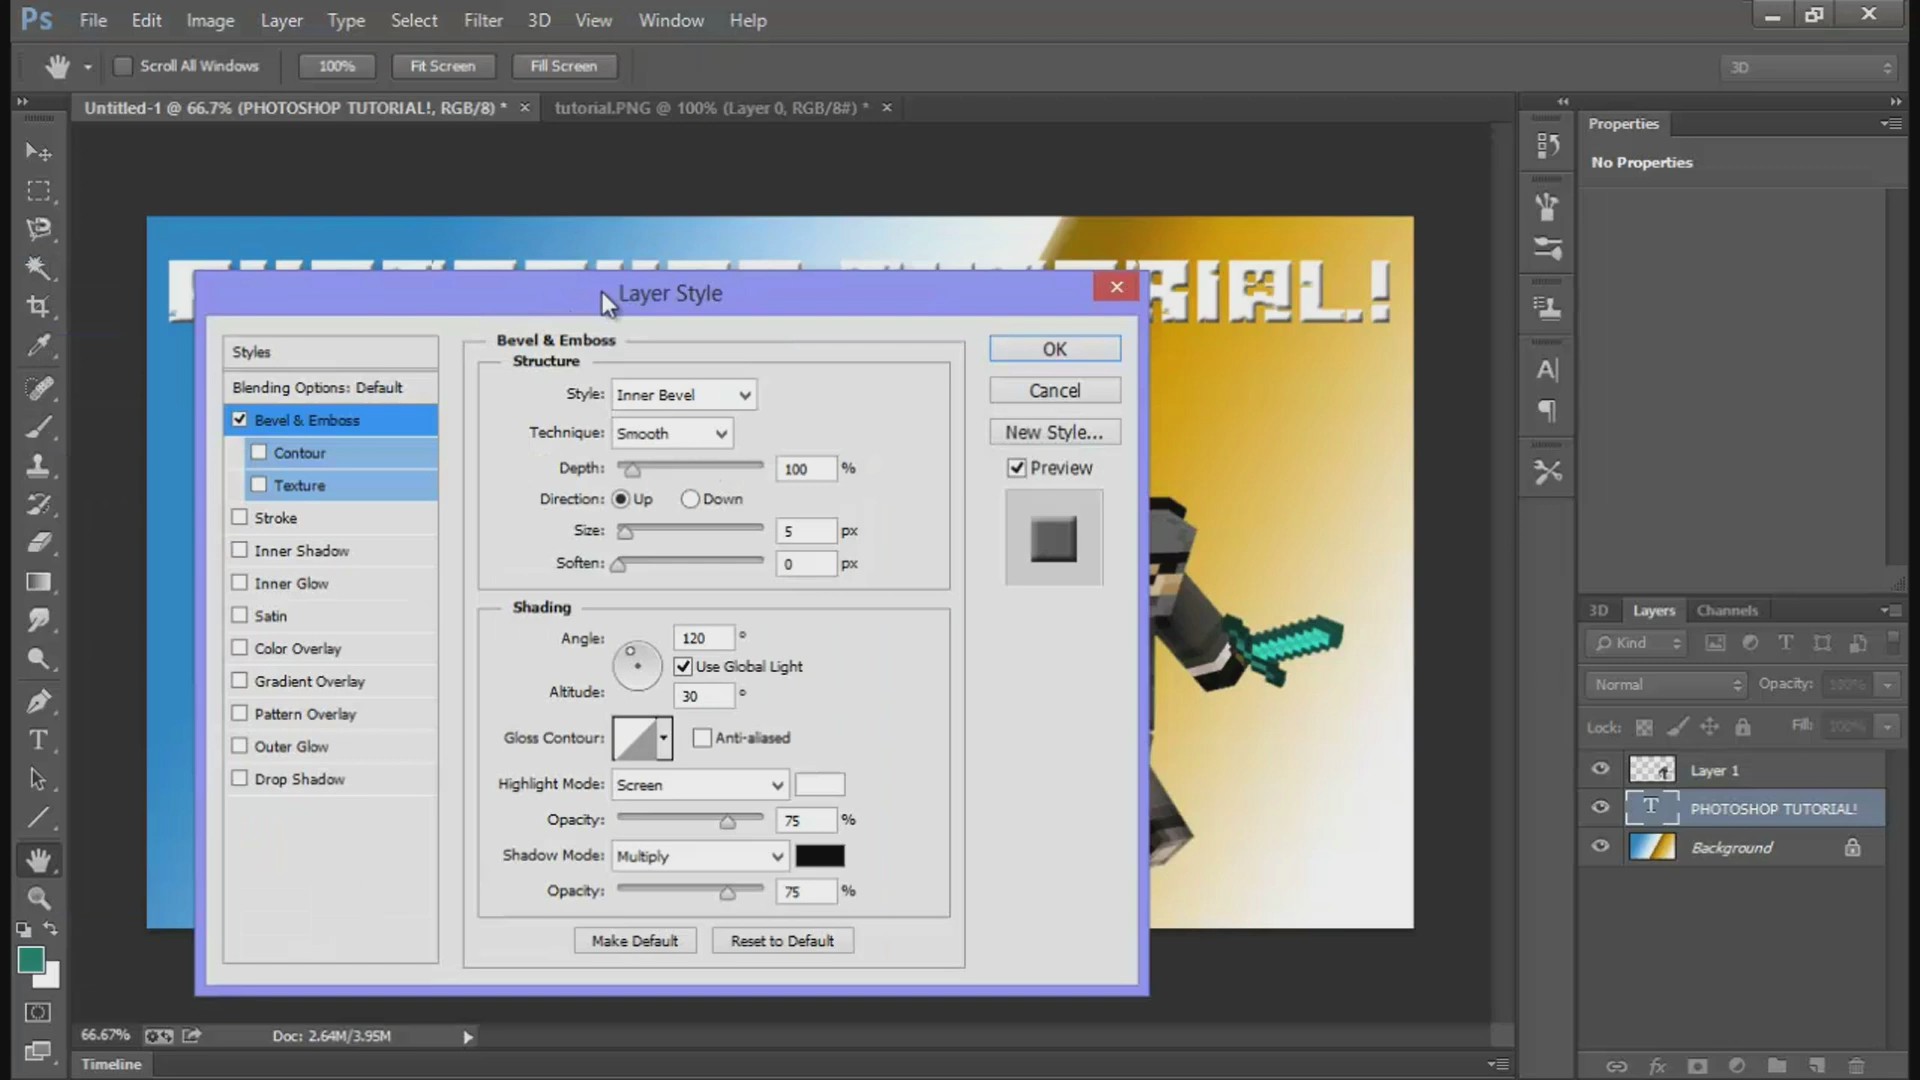 Ps File Edit Image Layer Type Select Filter 3D View Window Help
Scroll All Windows 100% Fit Screen Fill Screen 3D
Untitled-1 @ 66.7% (PHOTOSHOP TUTORIAL!, RGB/8) * × tutorial.PNG @ 100% (Layer 0, RGB/8#) * ×
Properties
No Properties
RIAL!
Layer Style
Styles
Blending Options: Default
Bevel & Emboss
Contour
Texture
Stroke
Inner Shadow
Inner Glow
Satin
Color Overlay
Gradient Overlay
Pattern Overlay
Outer Glow
Drop Shadow
Bevel & Emboss
Structure
Style: Inner Bevel
Technique: Smooth
Depth: 100 %
Direction: Up Down
Size: 5 px
Soften: 0 px
Shading
Angle: 120 °
Use Global Light
Altitude: 30 °
Gloss Contour: Anti-aliased
Highlight Mode: Screen
Opacity: 75 %
Shadow Mode: Multiply
Opacity: 75 %
Make Default Reset to Default
OK
Cancel
New Style...
Preview
3D Layers Channels
Kind
Normal Opacity: 100%
Lock: Fill: 100%
Layer 1
T PHOTOSHOP TUTORIAL!
Background
66.67% Doc: 2.64M/3.95M
Timeline